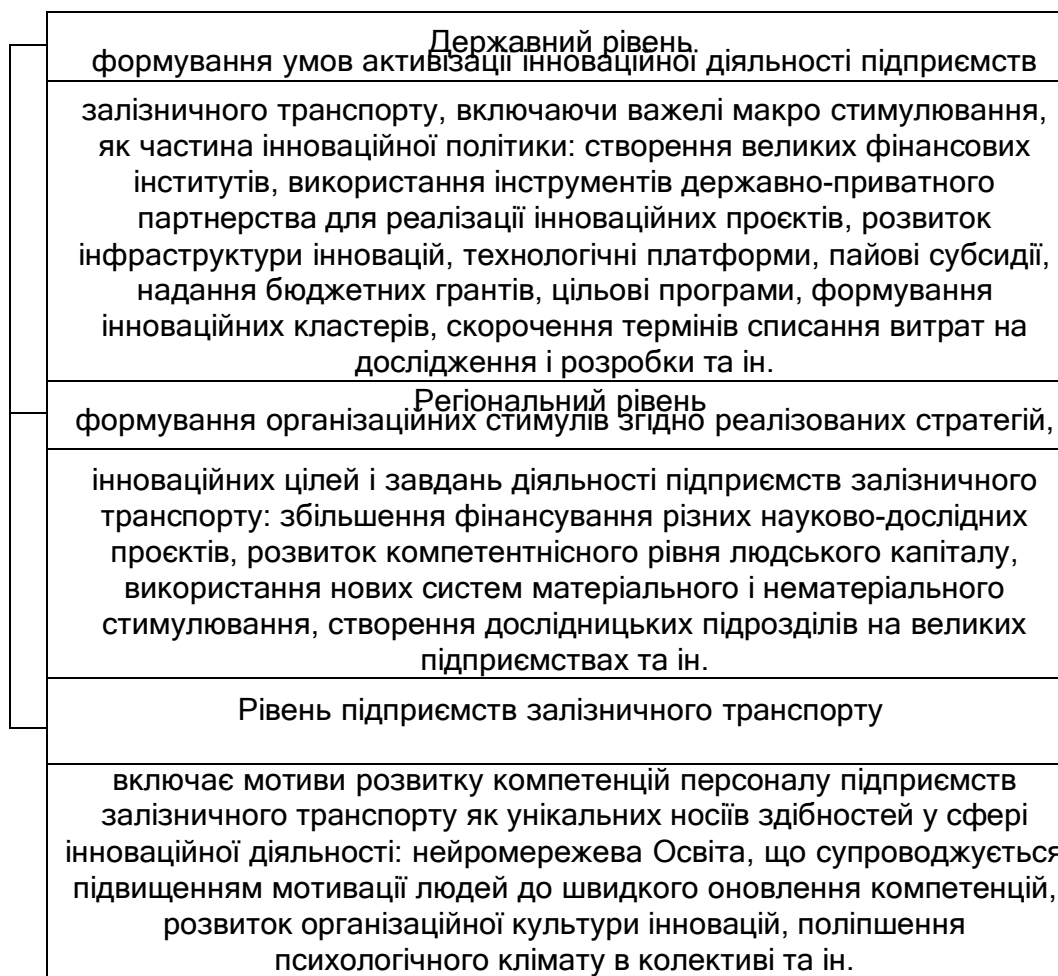 Державний рівень.
формування умов активізації інноваційної діяльності підприємств
залізничного транспорту, включаючи важелі макро стимулювання,
як частина інноваційної політики: створення великих фінансових
інститутів, використання інструментів державно-приватного
партнерства для реалізації інноваційних проєктів, розвиток
інфраструктури інновацій, технологічні платформи, пайові субсидії,
надання бюджетних грантів, цільові програми, формування
інноваційних кластерів, скорочення термінів списання витрат на
дослідження і розробки та ін.
Регіональний рівень
формування організаційних стимулів згідно реалізованих стратегій,
інноваційних цілей і завдань діяльності підприємств залізничного
транспорту: збільшення фінансування різних науково-дослідних
проєктів, розвиток компетентнісного рівня людського капіталу,
використання нових систем матеріального і нематеріального
стимулювання, створення дослідницьких підрозділів на великих
підприємствах та ін.
Рівень підприємств залізничного транспорту
включає мотиви розвитку компетенцій персоналу підприємств
залізничного транспорту як унікальних носіїв здібностей у сфері
інноваційної діяльності: нейромережева Освіта, що супроводжується
підвищенням мотивації людей до швидкого оновлення компетенцій,
розвиток організаційної культури інновацій, поліпшення
психологічного клімату в колективі та ін.